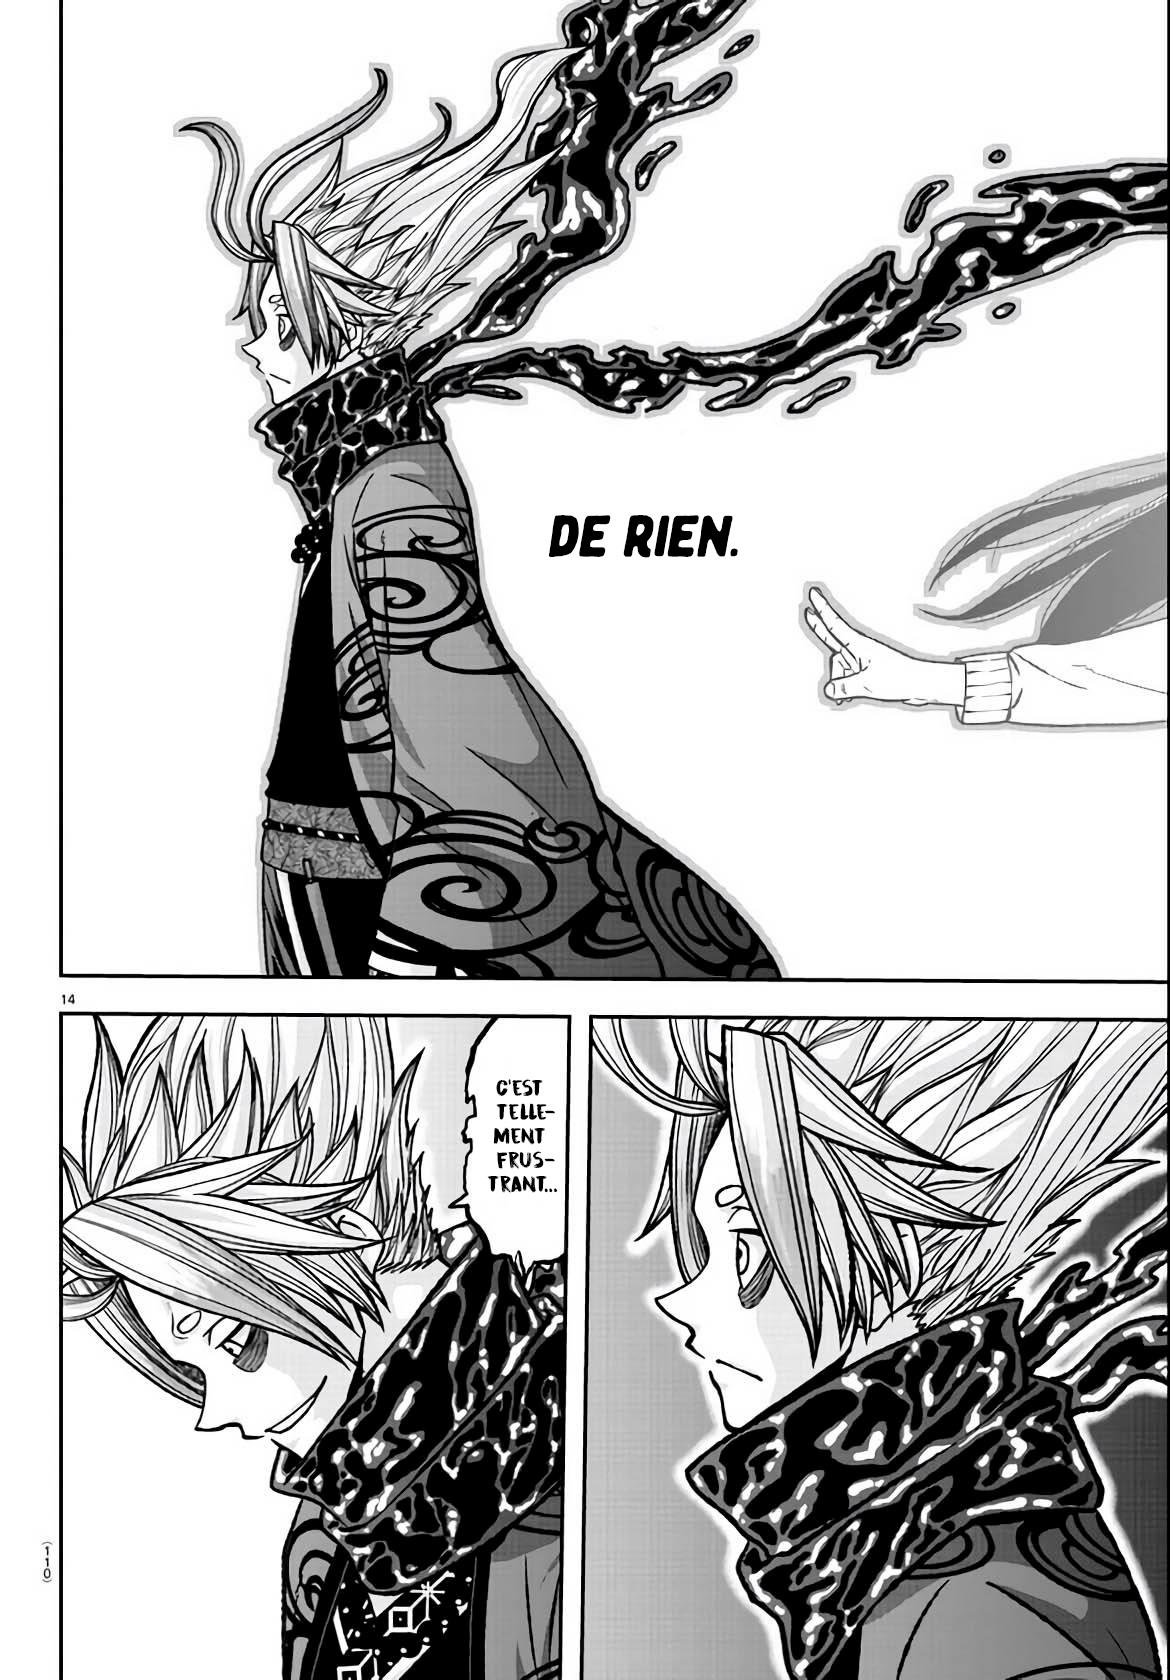 DE RIEN.
14
C'EST
TELLE-
MENT
FRUS-
TRANT...
(110)